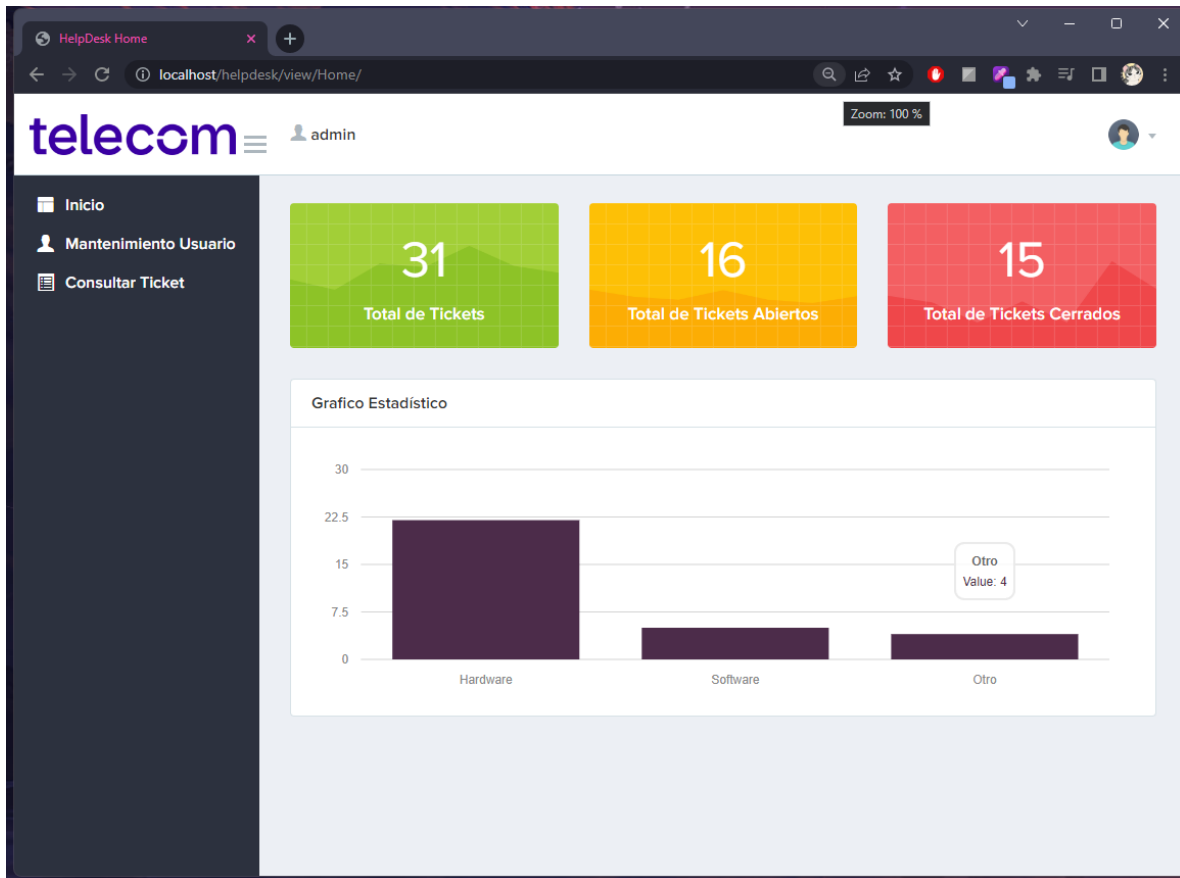 HelpDesk Home
localhost/helpdesk/view/Home/
Zoom: 100 %
telecom
admin
Inicio
Mantenimiento Usuario
Consultar Ticket
31
Total de Tickets
16
Total de Tickets Abiertos
15
Total de Tickets Cerrados
Grafico Estadístico
30
22.5
15
7.5
0
Otro
Value: 4
Hardware
Software
Otro